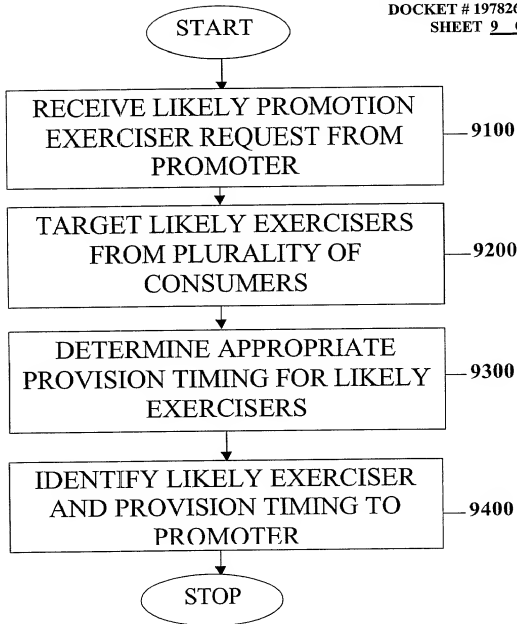 DOCKET # 197826
SHEET 9
START
RECEIVE LIKELY PROMOTION
EXERCISER REQUEST FROM
PROMOTER
9100
TARGET LIKELY EXERCISERS
FROM PLURALITY OF
CONSUMERS
9200
DETERMINE APPROPRIATE
PROVISION TIMING FOR LIKELY
EXERCISERS
9300
IDENTIFY LIKELY EXERCISER
AND PROVISION TIMING TO
PROMOTER
9400
STOP